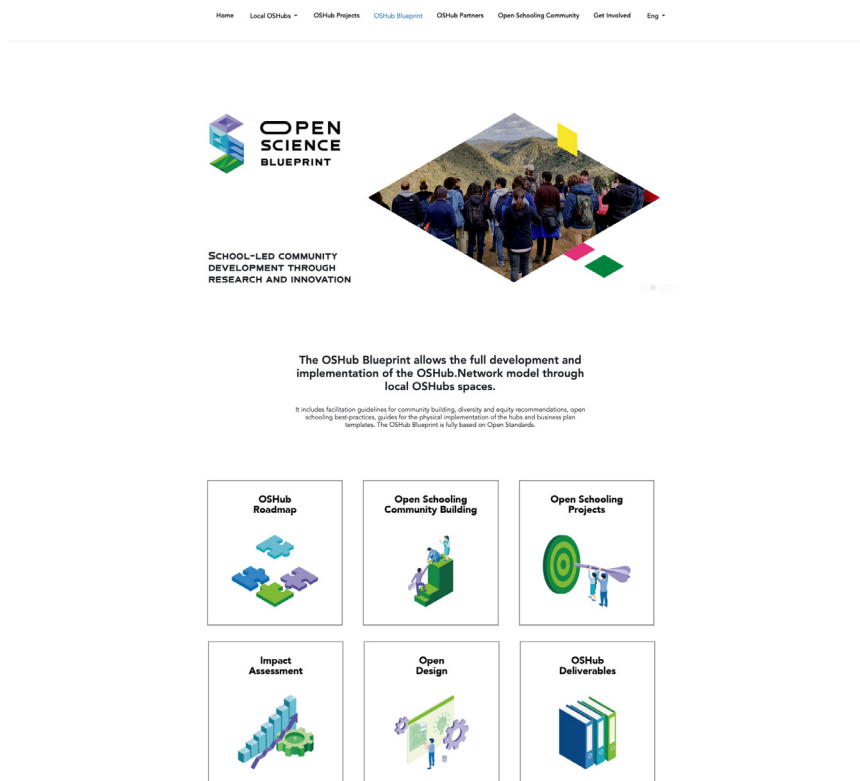 Home Local OSHubs OSHub Projects OSHub Blueprint OSHub Partners Open Schooling Community Get Involved Eng
OPEN
SCIENCE
BLUEPRINT
SCHOOL-LED COMMUNITY
DEVELOPMENT THROUGH
RESEARCH AND INNOVATION
The OSHub Blueprint allows the full development and
implementation of the OSHub.Network model through
local OSHubs spaces.
It includes facilitation guidelines for community building, diversity and equity recommendations, open
schooling best-practices, guides for the physical implementation of the hubs and business plan
templates. The OSHub Blueprint is fully based on Open Standards.
OSHub
Roadmap
Open Schooling
Community Building
Open Schooling
Projects
Impact
Assessment
Open
Design
OSHub
Deliverables